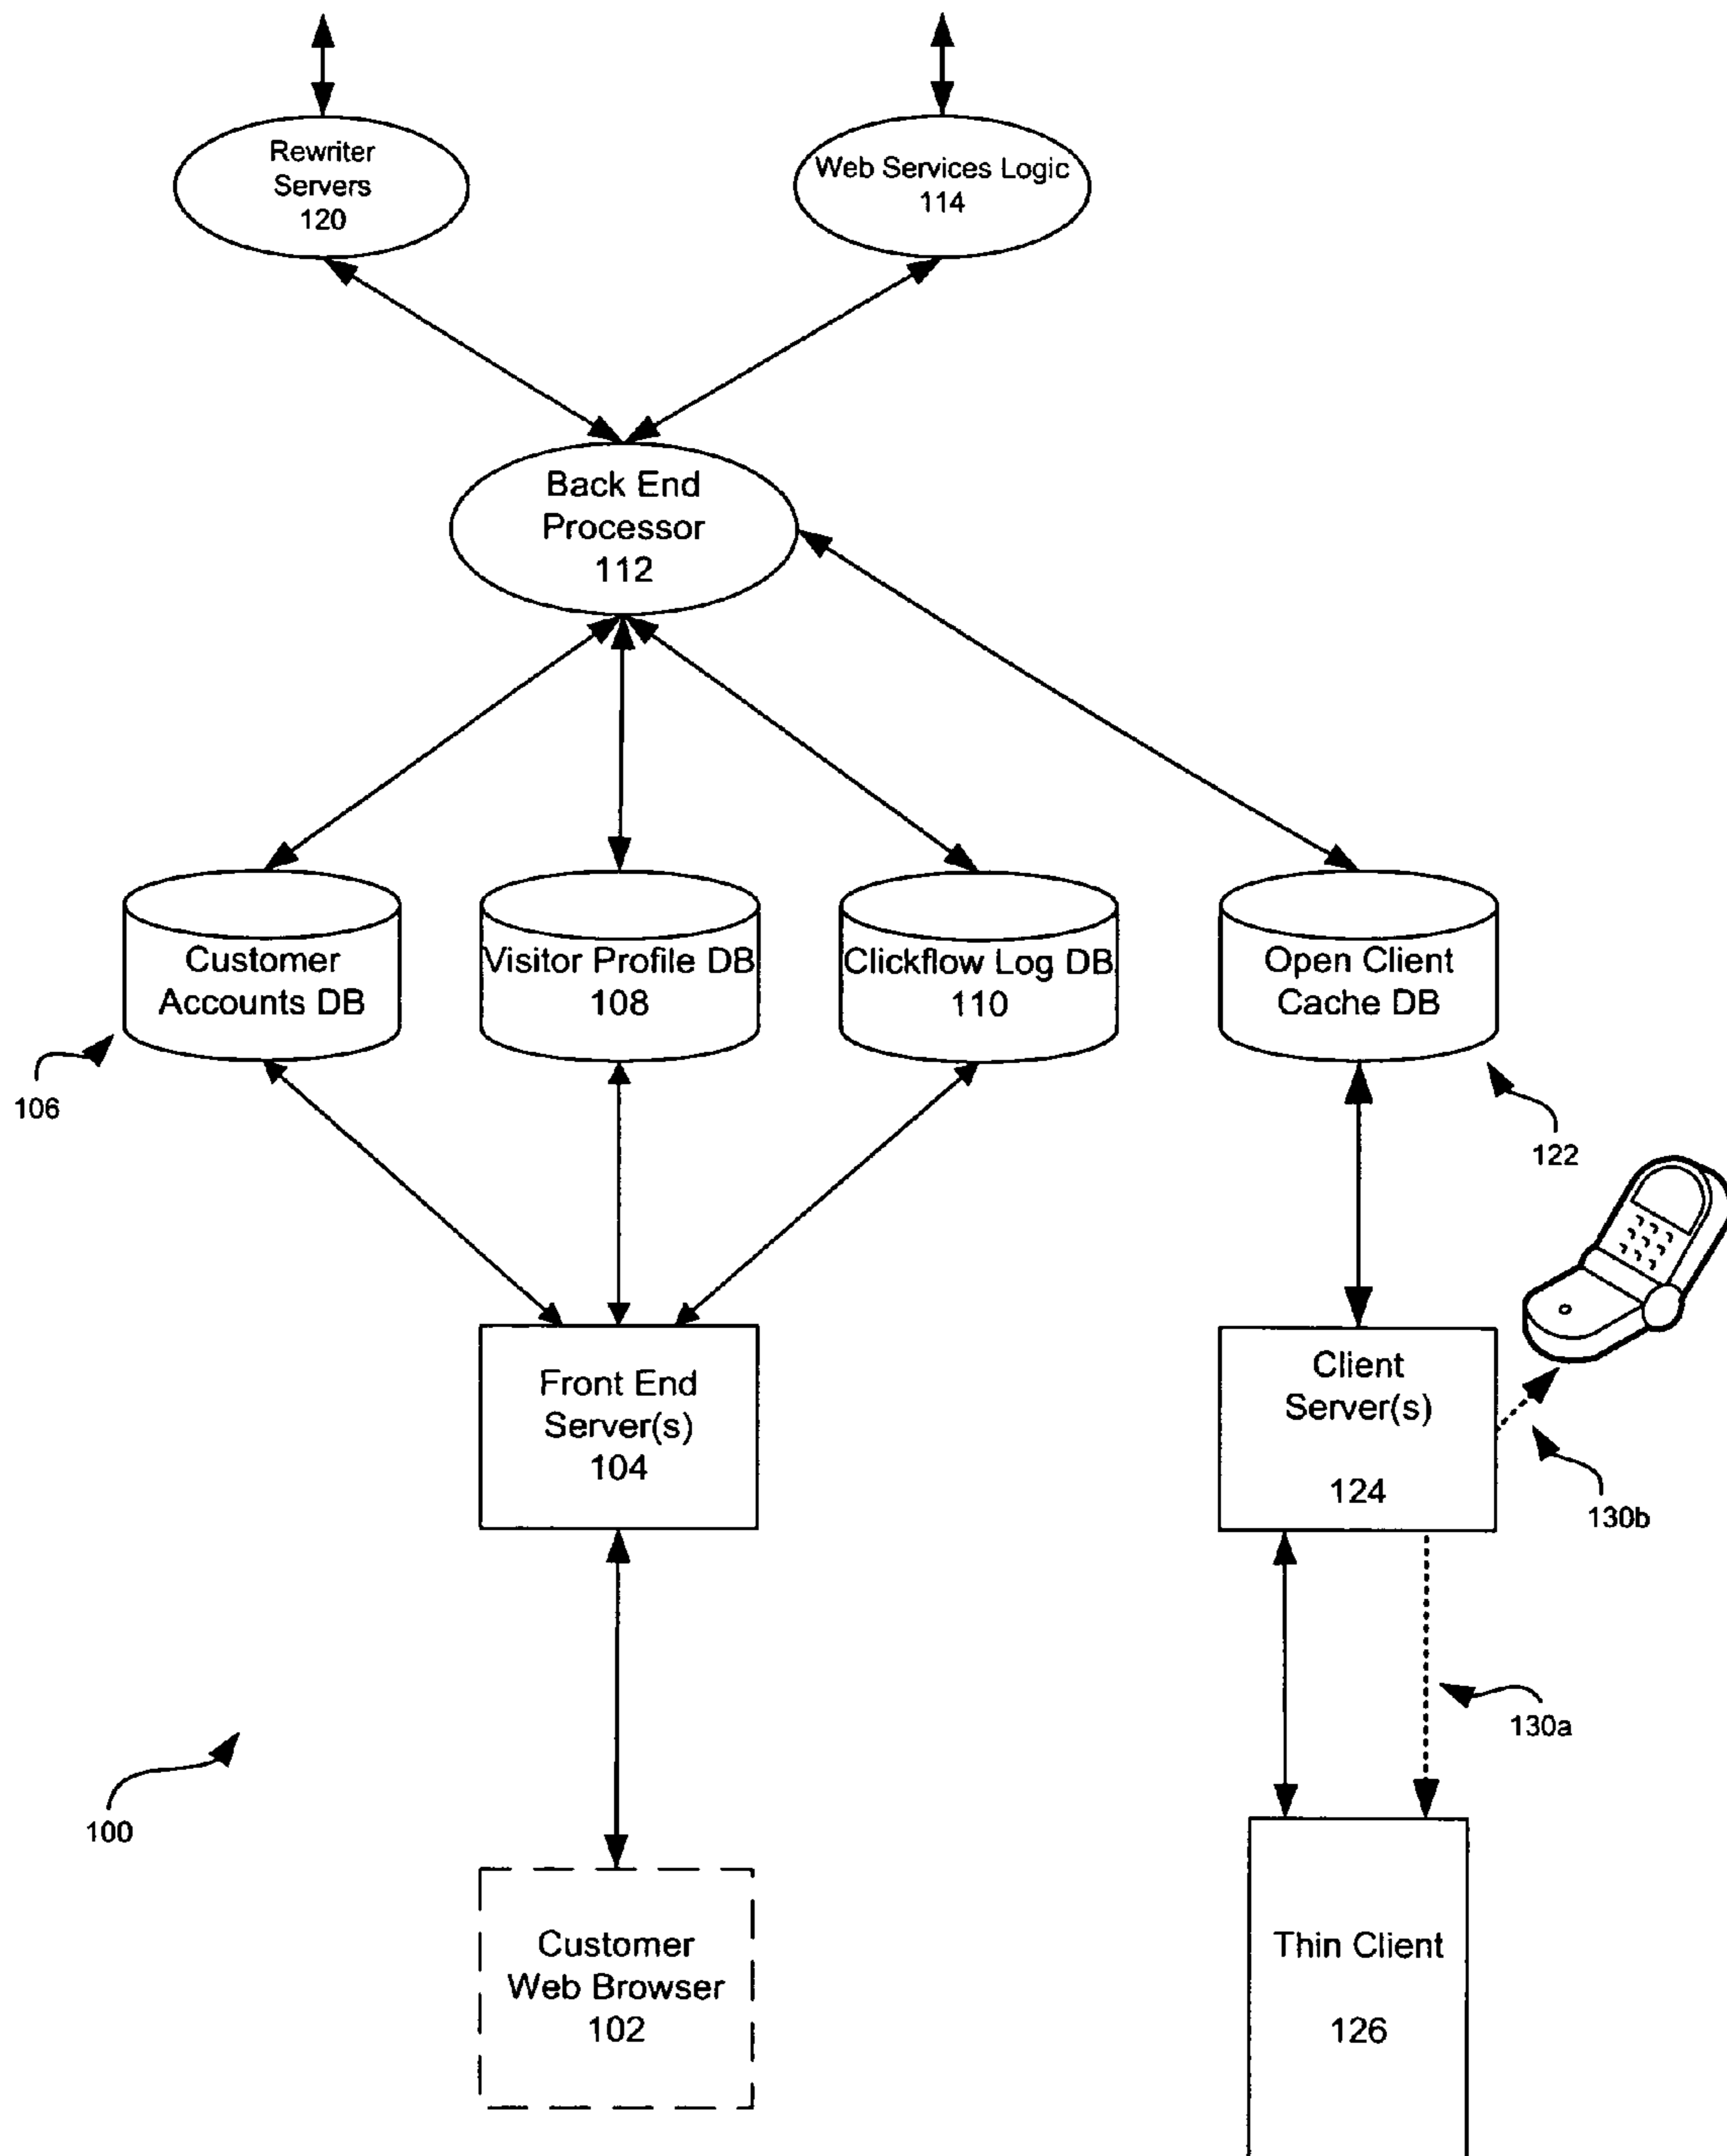 Rewriter
Servers
120
Web Services Logic
114
Back End
Processor
112
Customer
Accounts DB
Visitor Profile DB
108
Clickflow Log DB
110
Open Client
Cache DB
106
122
Front End
Server(s)
104
Client
Server(s)
124
130b
130a
100
Customer
Web Browser
102
Thin Client
126